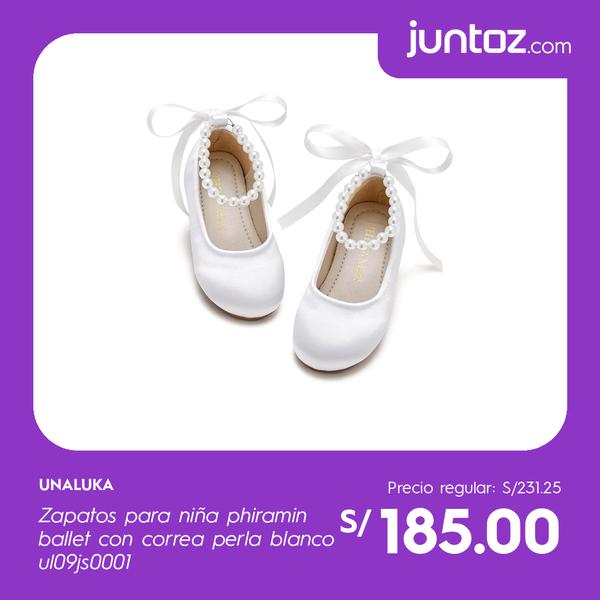 juntoz.com
UNALUKA
Zapatos para niña phiramin
ballet con correa perla blanco
ul09js0001
Precio regular: S/231.25
S/185.00